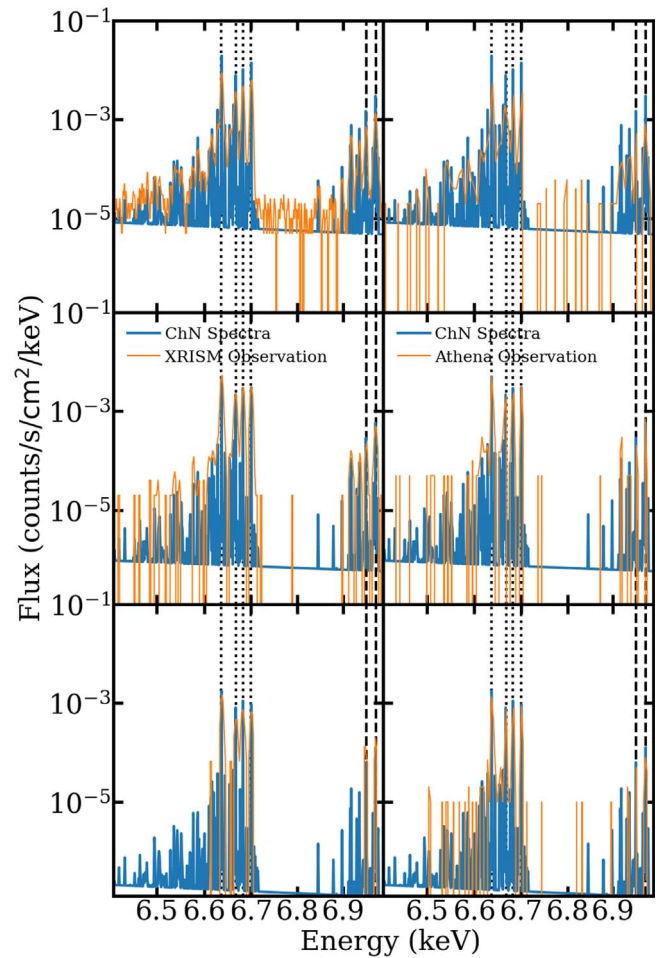 10⁻¹
10⁻³
10⁻⁵
10⁻¹
ChN Spectra
XRISM Observation
ChN Spectra
Athena Observation
10⁻³
10⁻⁵
10⁻¹
10⁻³
10⁻⁵
Flux (counts/s/cm²/keV)
6.5 6.6 6.7 6.8 6.9 6.5 6.6 6.7 6.8 6.9
Energy (keV)